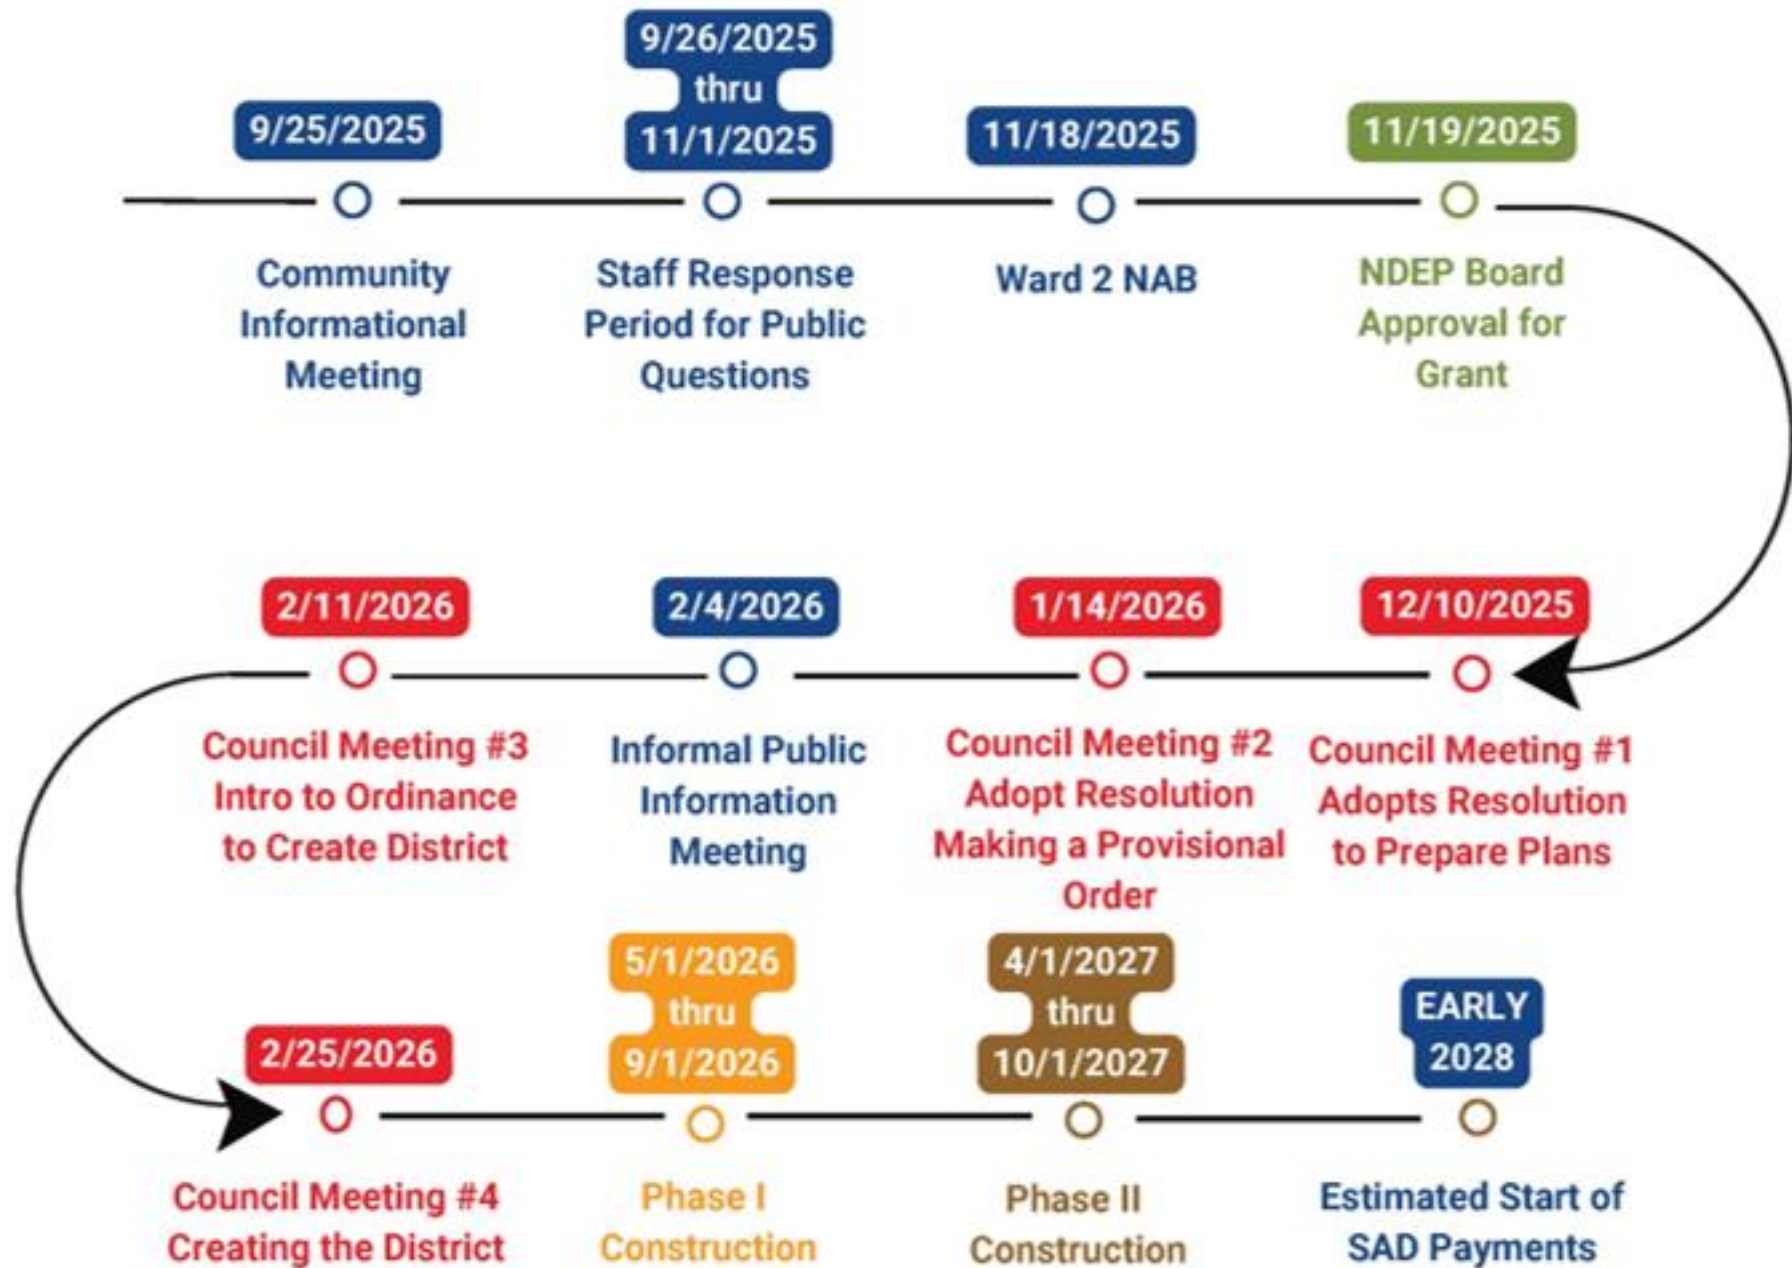 9/25/2025
Community
Informational
Meeting
9/26/2025
thru
11/1/2025
Staff Response
Period for Public
Questions
11/18/2025
Ward 2 NAB
11/19/2025
NDEP Board
Approval for
Grant
12/10/2025
Council Meeting #1
Adopts Resolution
to Prepare Plans
1/14/2026
Council Meeting #2
Adopt Resolution
Making a Provisional
Order
2/4/2026
Informal Public
Information
Meeting
2/11/2026
Council Meeting #3
Intro to Ordinance
to Create District
2/25/2026
Council Meeting #4
Creating the District
5/1/2026
thru
9/1/2026
Phase I
Construction
4/1/2027
thru
10/1/2027
Phase II
Construction
EARLY
2028
Estimated Start of
SAD Payments